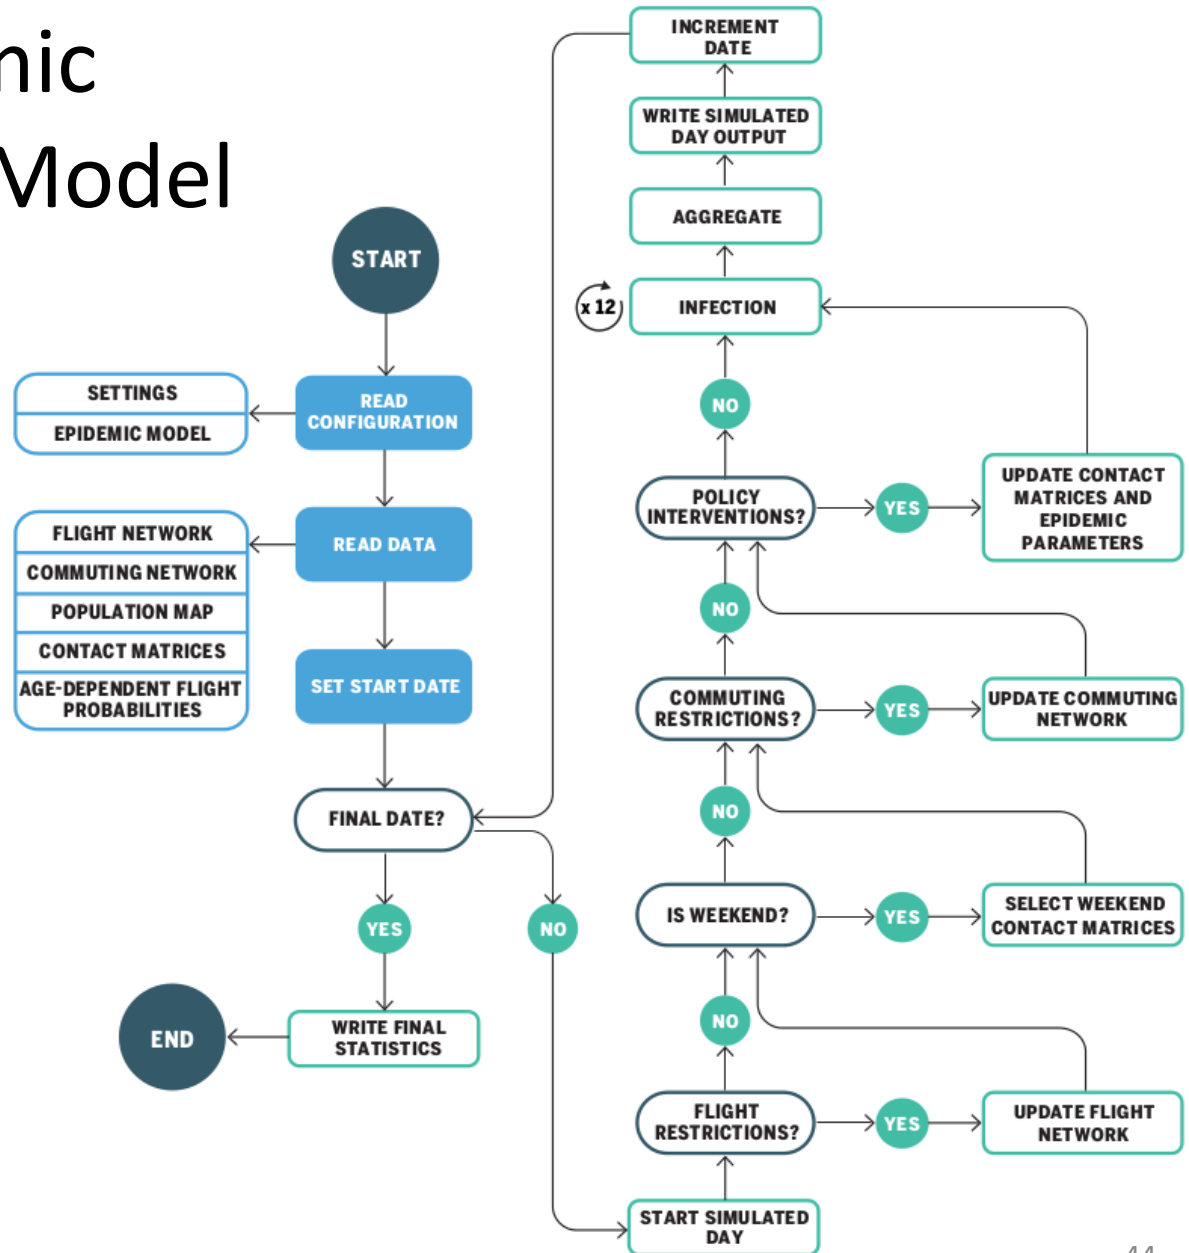 mic
Model
START
READ
CONFIGURATION
SETTINGS
EPIDEMIC MODEL
READ DATA
FLIGHT NETWORK
COMMUTING NETWORK
POPULATION MAP
CONTACT MATRICES
AGE-DEPENDENT FLIGHT
PROBABILITIES
SET START DATE
FINAL DATE?
YES
NO
WRITE FINAL
STATISTICS
END
INCREMENT
DATE
WRITE SIMULATED
DAY OUTPUT
AGGREGATE
x 12
INFECTION
NO
POLICY
INTERVENTIONS?
YES
UPDATE CONTACT
MATRICES AND
EPIDEMIC
PARAMETERS
NO
COMMUTING
RESTRICTIONS?
YES
UPDATE COMMUTING
NETWORK
NO
IS WEEKEND?
YES
SELECT WEEKEND
CONTACT MATRICES
NO
FLIGHT
RESTRICTIONS?
YES
UPDATE FLIGHT
NETWORK
START SIMULATED
DAY